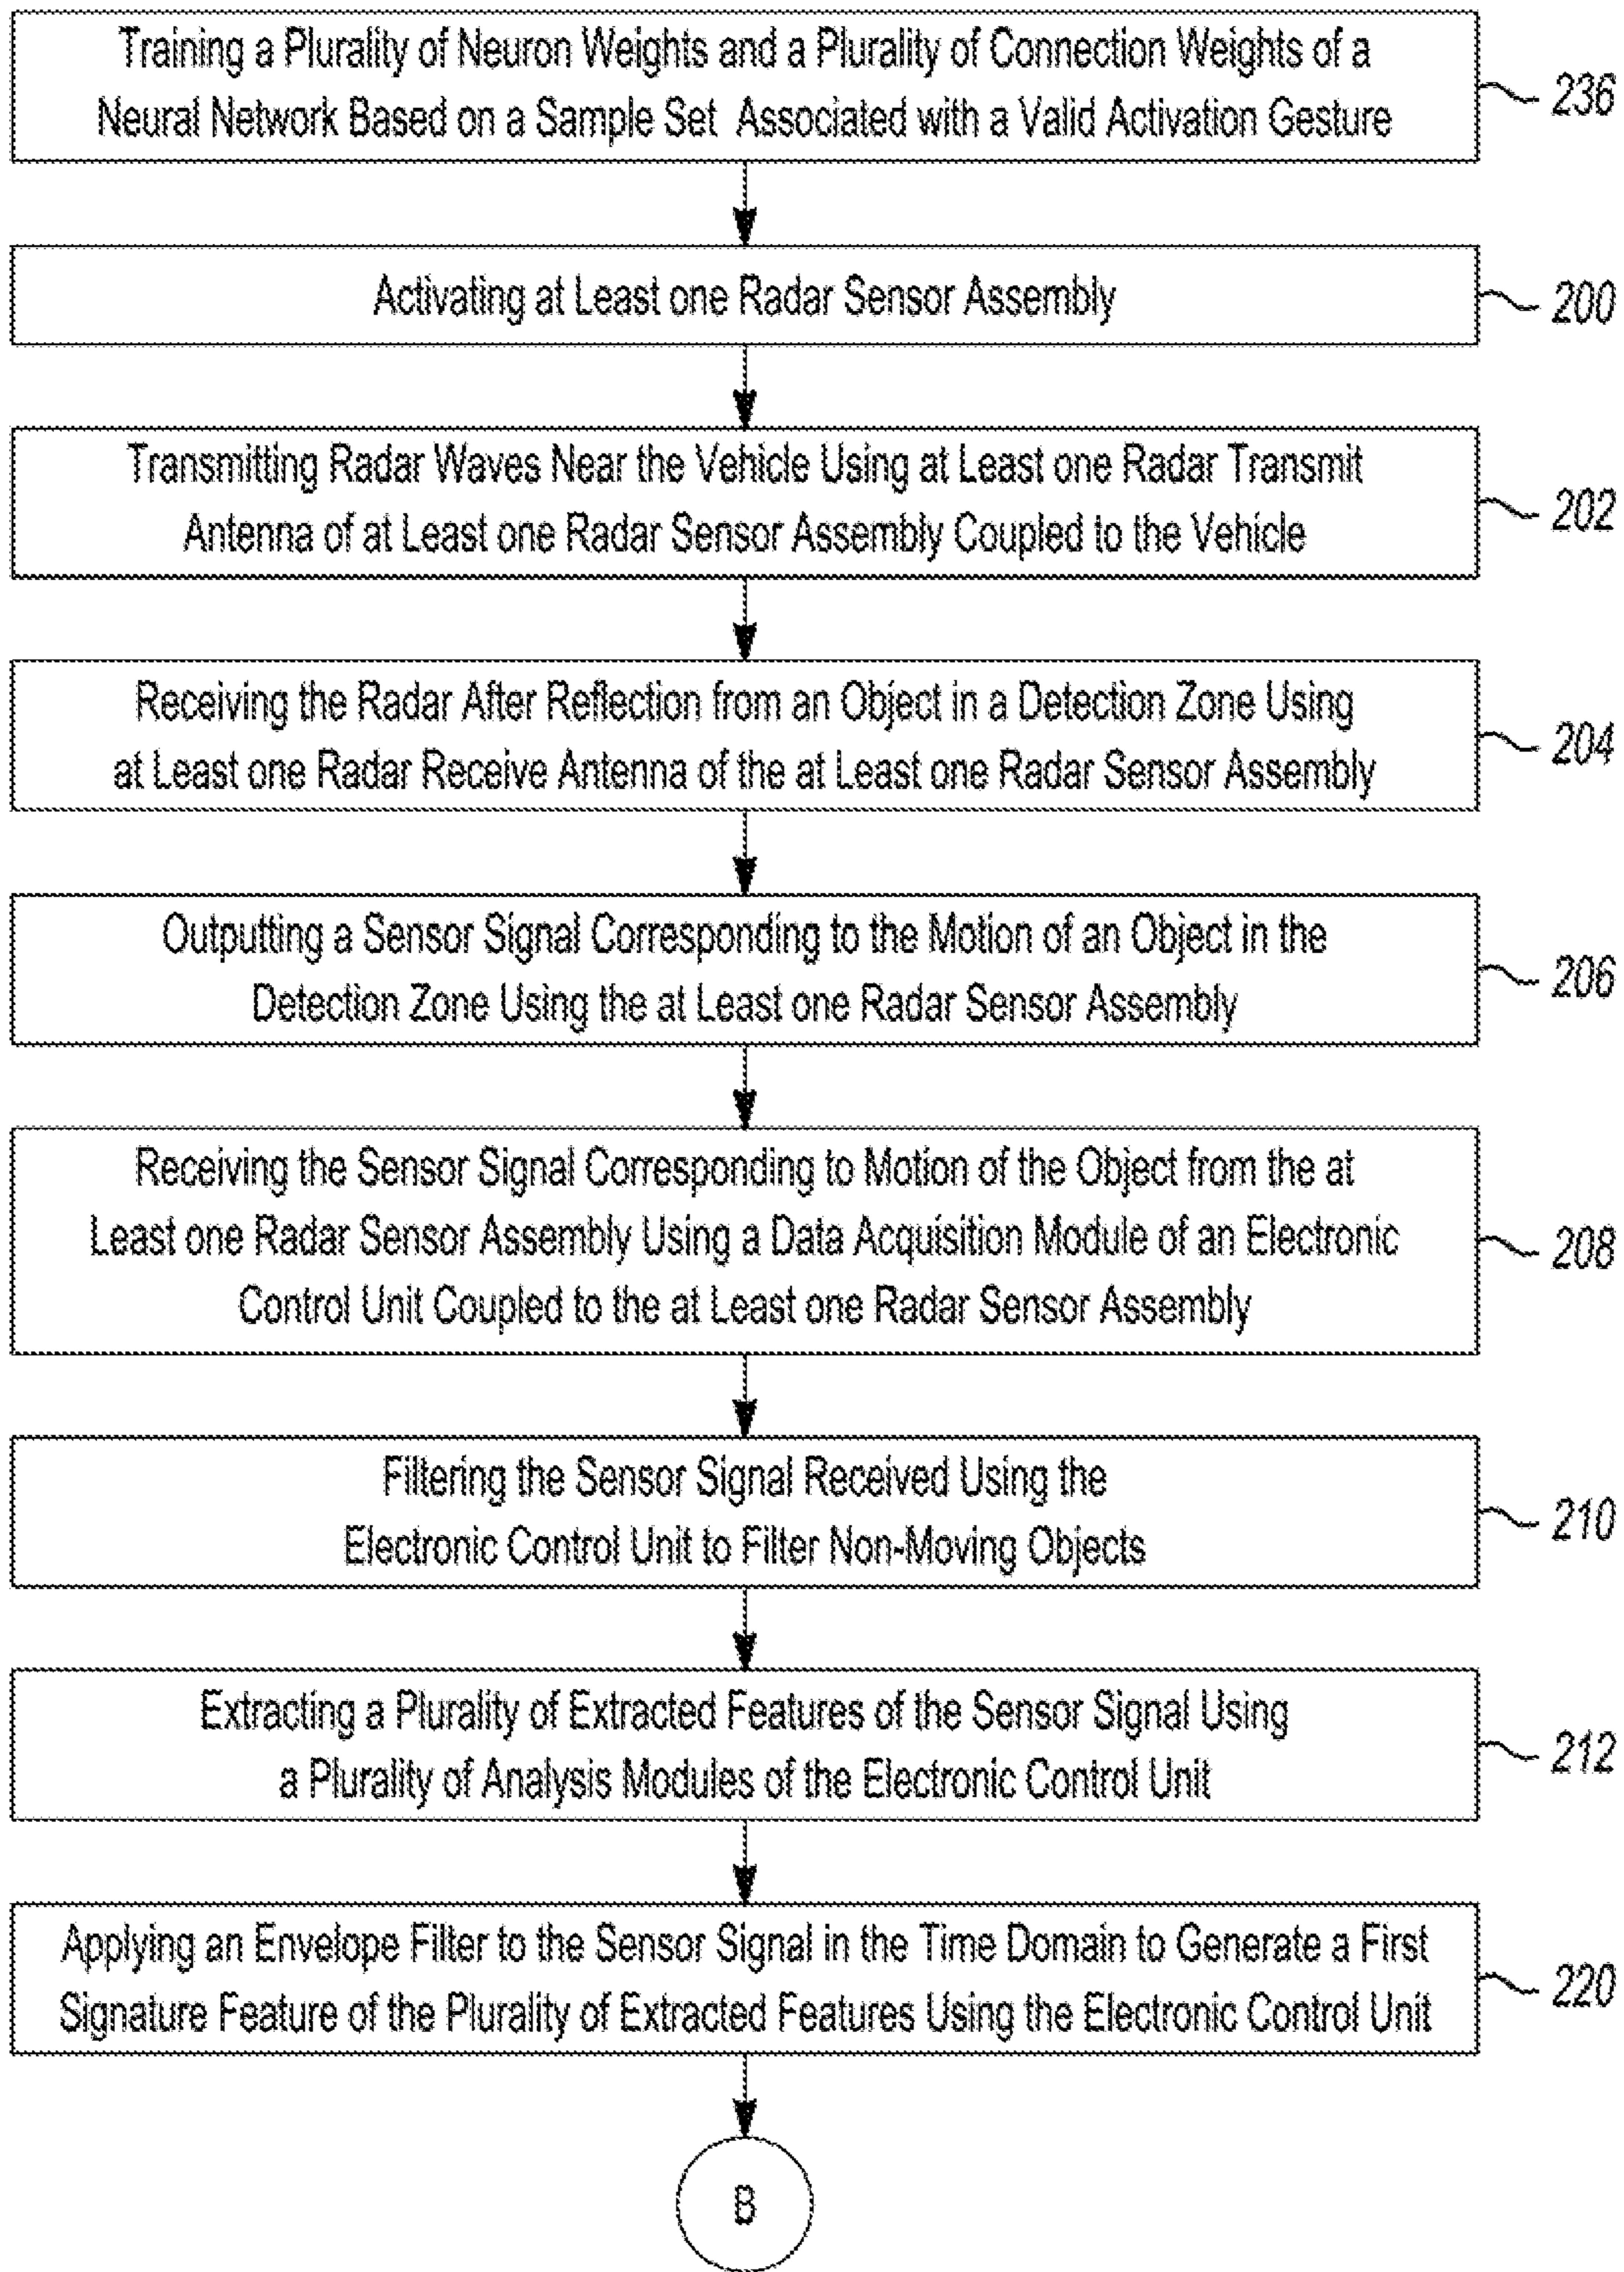 Training a Plurality of Neuron Weights and a Plurality of Connection Weights of a
Neural Network Based on a Sample Set Associated with a Valid Activation Gesture
236
Activating at Least one Radar Sensor Assembly
200
Transmitting Radar Waves Near the Vehicle Using at Least one Radar Transmit
Antenna of at Least one Radar Sensor Assembly Coupled to the Vehicle
202
Receiving the Radar After Reflection from an Object in a Detection Zone Using
at Least one Radar Receive Antenna of the at Least one Radar Sensor Assembly
204
Outputting a Sensor Signal Corresponding to the Motion of an Object in the
Detection Zone Using the at Least one Radar Sensor Assembly
206
Receiving the Sensor Signal Corresponding to Motion of the Object from the at
Least one Radar Sensor Assembly Using a Data Acquisition Module of an Electronic
Control Unit Coupled to the at Least one Radar Sensor Assembly
208
Filtering the Sensor Signal Received Using the
Electronic Control Unit to Filter Non-Moving Objects
210
Extracting a Plurality of Extracted Features of the Sensor Signal Using
a Plurality of Analysis Modules of the Electronic Control Unit
212
Applying an Envelope Filter to the Sensor Signal in the Time Domain to Generate a First
Signature Feature of the Plurality of Extracted Features Using the Electronic Control Unit
220
B